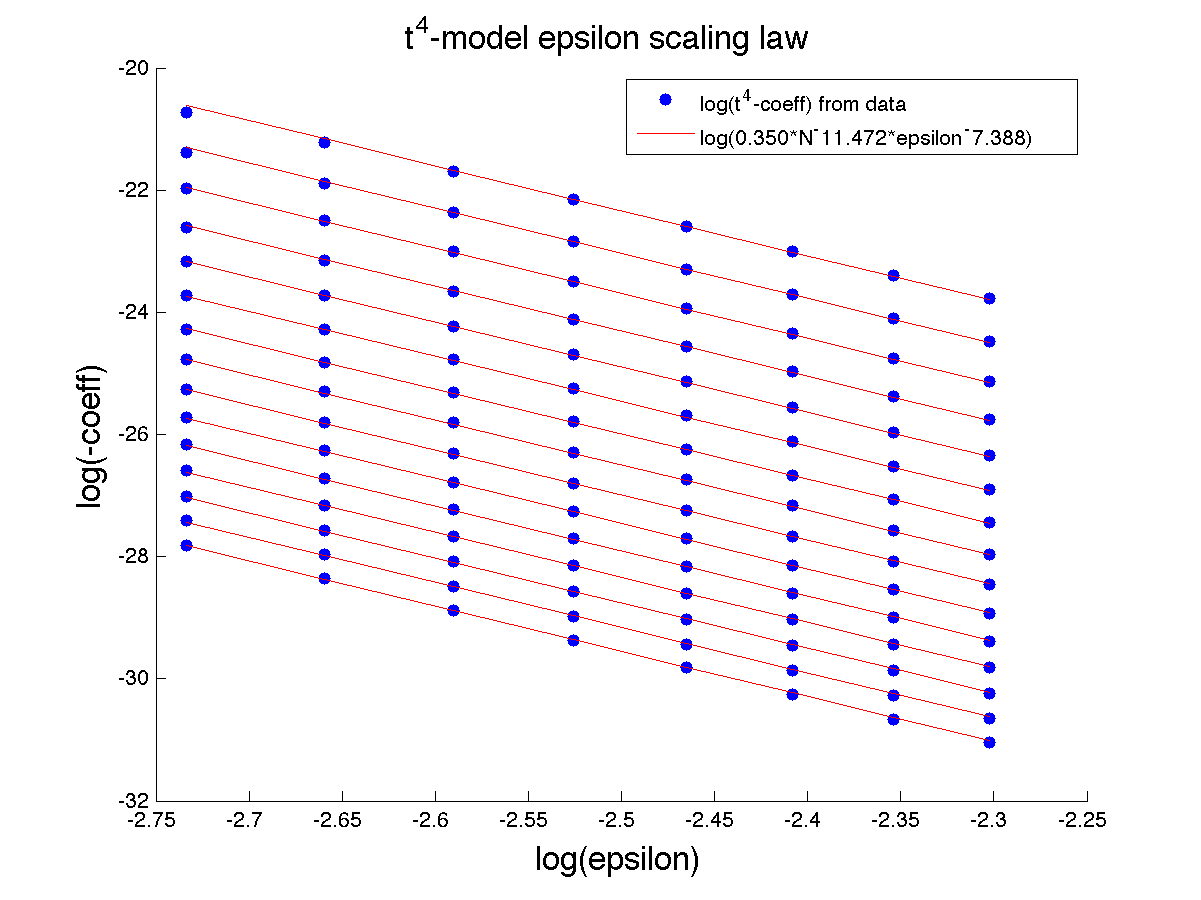 t^4-model epsilon scaling law
log(t^4-coeff) from data
log(0.350*N^-11.472*epsilon^-7.388)
log(-coeff)
-20
-22
-24
-26
-28
-30
-32
-2.75 -2.7 -2.65 -2.6 -2.55 -2.5 -2.45 -2.4 -2.35 -2.3 -2.25
log(epsilon)